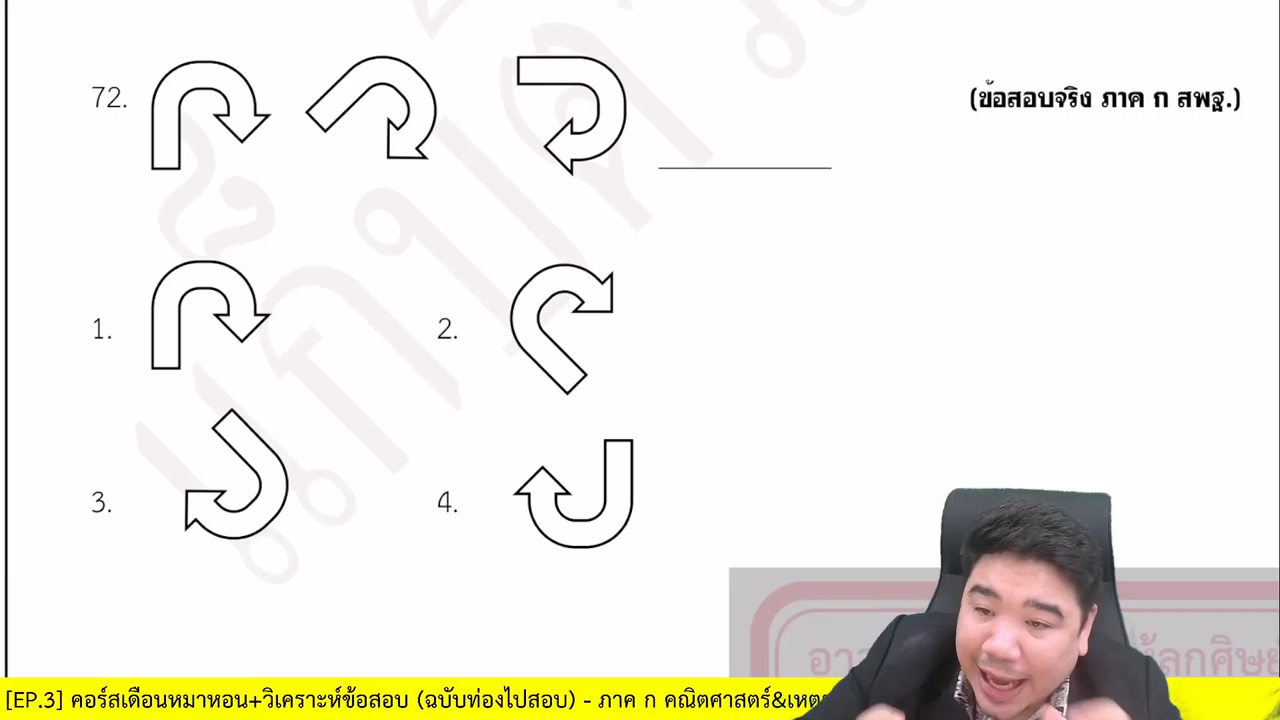 72.
(ข้อสอบจริง ภาค ก สพฐ.)
1.
2.
3.
4.
[EP.3] คอร์สเดือนหมาหอน+วิเคราะห์ข้อสอบ (ฉบับท่องไปสอบ) - ภาค ก คณิตศาสตร์&เหตุ